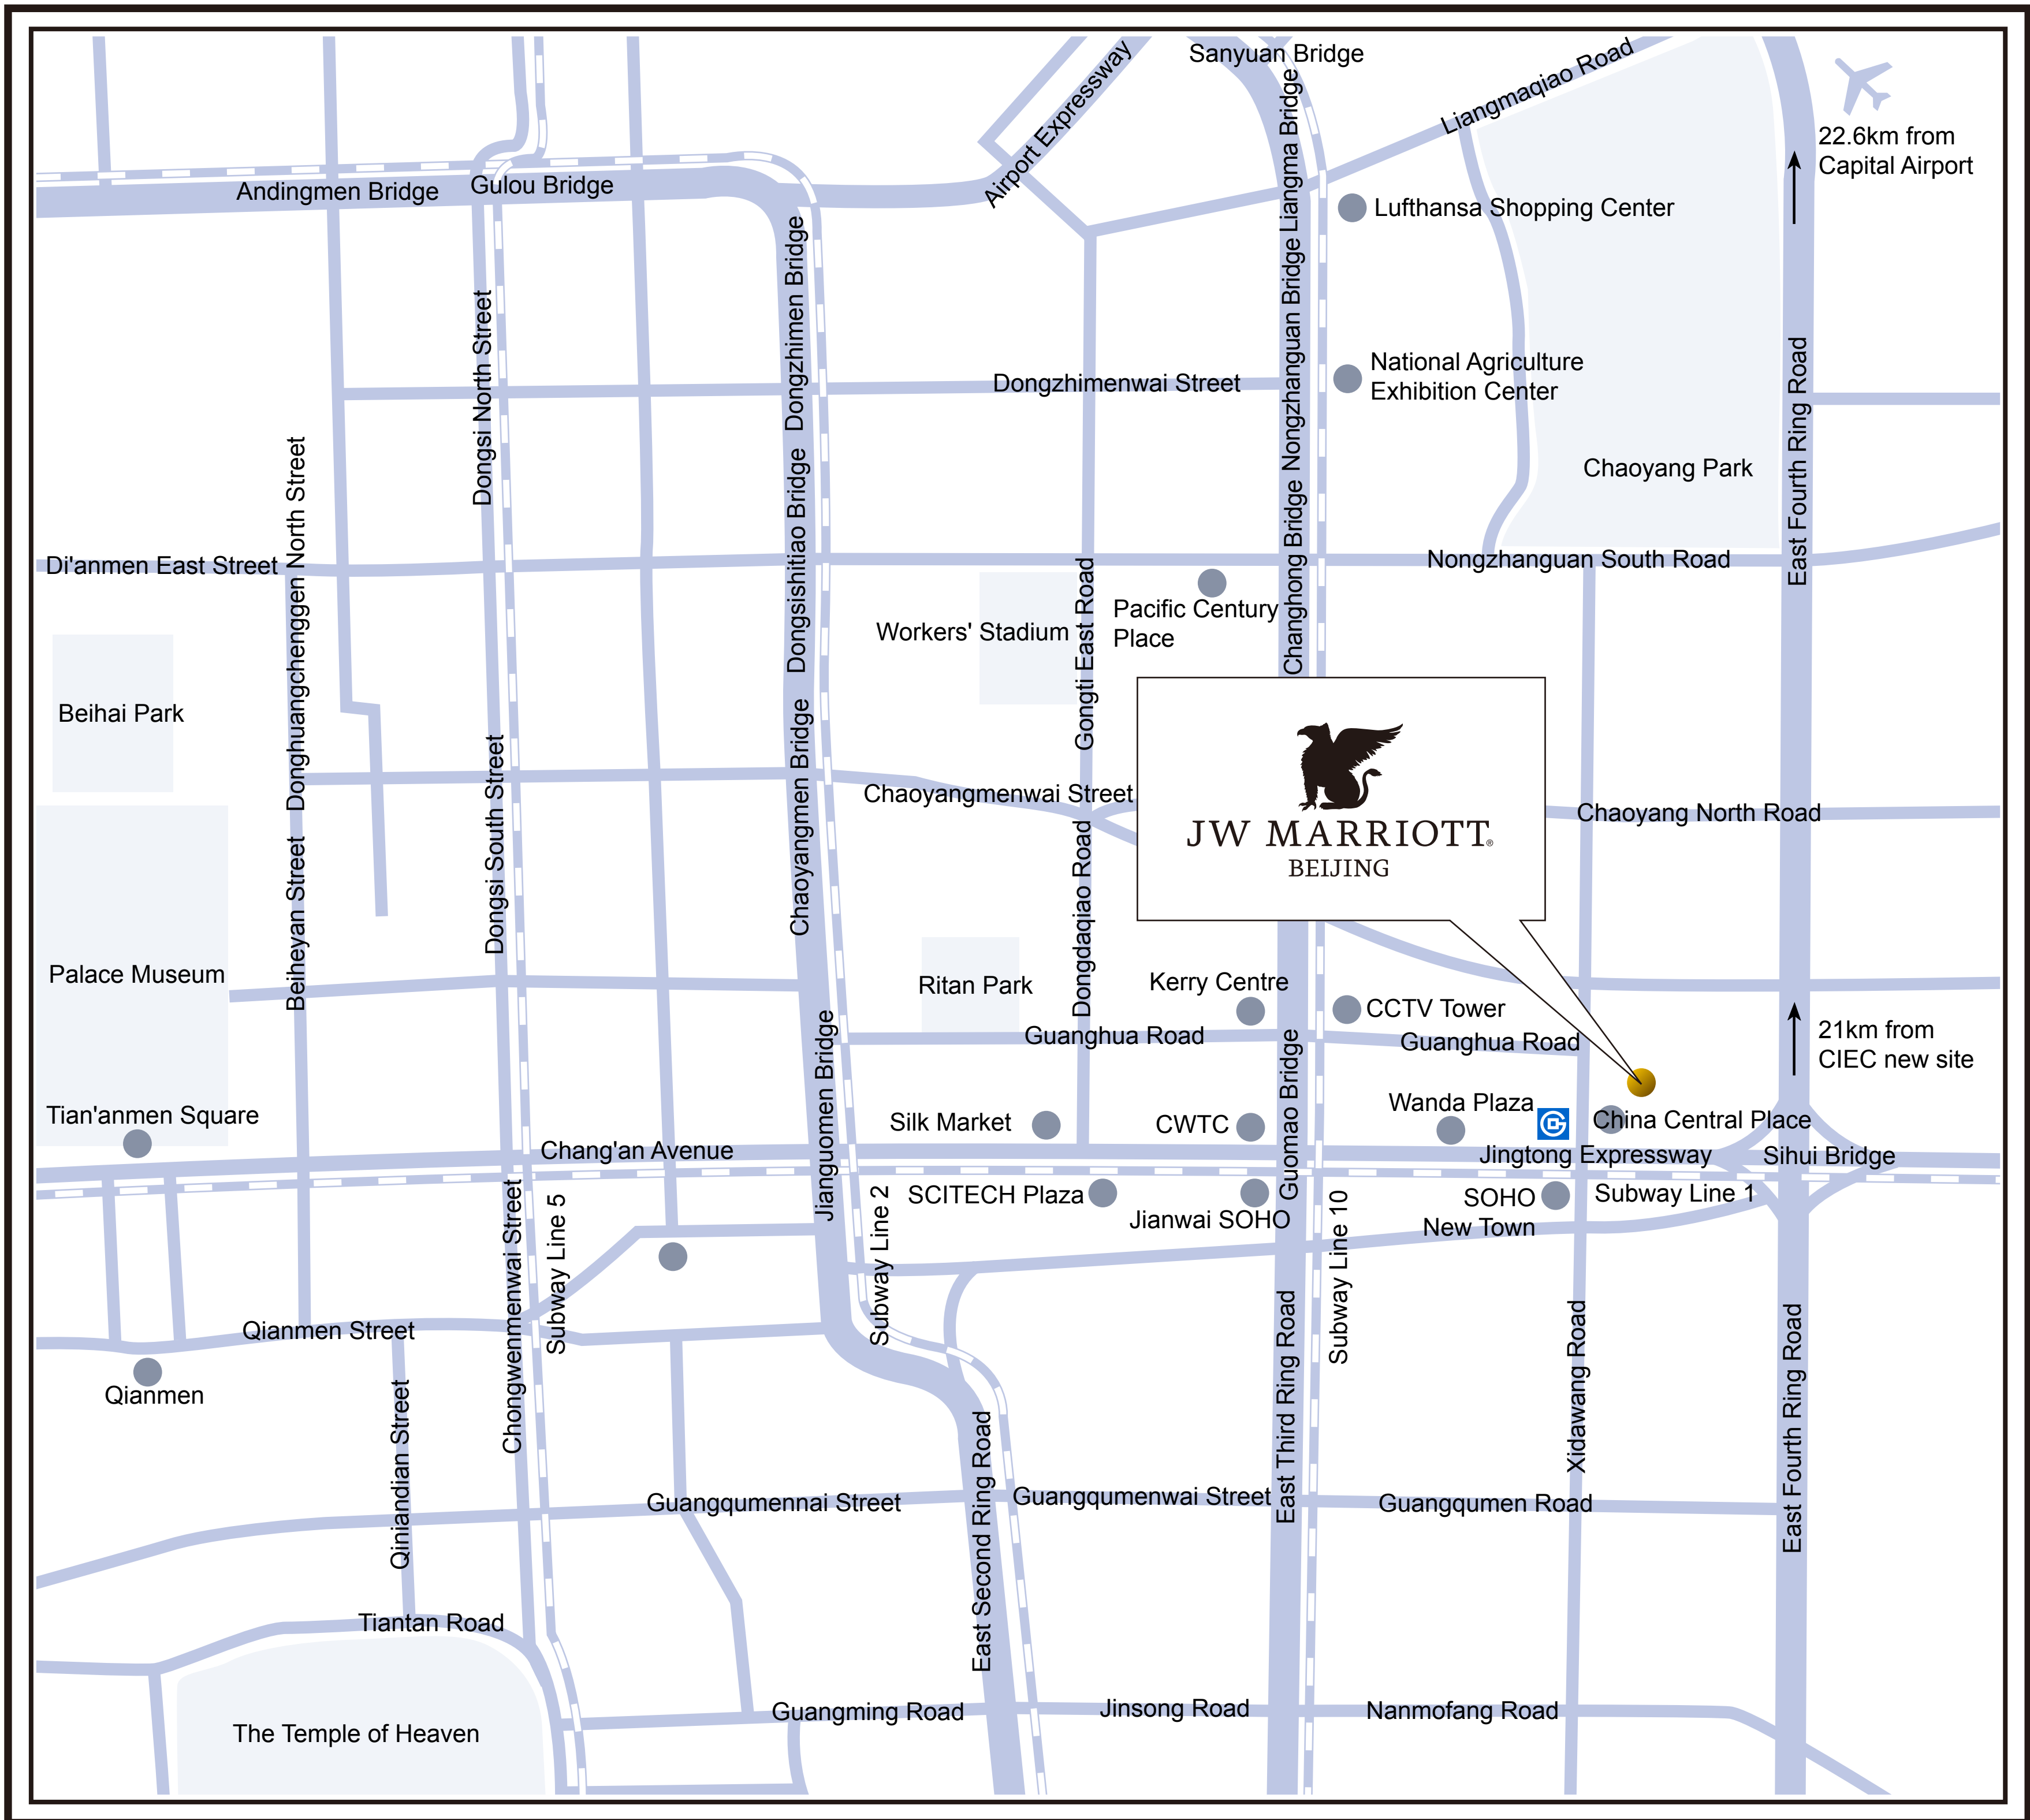 Sanyuan Bridge
Liangmaqiao Road
Airport Expressway
Liangma Bridge
22.6km from
Capital Airport
Andingmen Bridge
Gulou Bridge
Lufthansa Shopping Center
Dongzhimen Bridge
Nongzhanguan Bridge
Dongsi North Street
National Agriculture
Exhibition Center
Dongzhimenwai Street
East Fourth Ring Road
Chaoyang Park
Donghuangchenggen North Street
Dongsishitiao Bridge
Changhong Bridge
Di'anmen East Street
Nongzhanguan South Road
Gongti East Road
Pacific Century
Place
Workers' Stadium
Beihai Park
Chaoyangmen Bridge
Dongsi South Street
Chaoyangmenwai Street
JW MARRIOTT®
BEIJING
Chaoyang North Road
Beiheyan Street
Dongdaqiao Road
Palace Museum
Ritan Park
Kerry Centre
CCTV Tower
Guanghua Road
Guanghua Road
21km from
CIEC new site
Jianguomen Bridge
Guomao Bridge
Tian'anmen Square
Silk Market
CWTC
Wanda Plaza
China Central Place
Chang'an Avenue
Jingtong Expressway
Sihui Bridge
SCITECH Plaza
Jianwai SOHO
SOHO
New Town
Subway Line 1
Chongwenmenwai Street
Subway Line 5
Subway Line 2
Subway Line 10
Qianmen Street
Qianmen
East Third Ring Road
Xidawang Road
East Fourth Ring Road
Qiniandian Street
East Second Ring Road
Guangqumennai Street
Guangqumenwai Street
Guangqumen Road
Tiantan Road
The Temple of Heaven
Guangming Road
Jinsong Road
Nanmofang Road